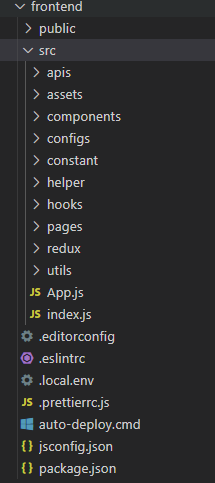 frontend
public
src
apis
assets
components
configs
constant
helper
hooks
pages
redux
utils
JS App.js
JS index.js
.editorconfig
.eslintrc
.local.env
JS .prettierrc.js
auto-deploy.cmd
{} jsconfig.json
{} package.json